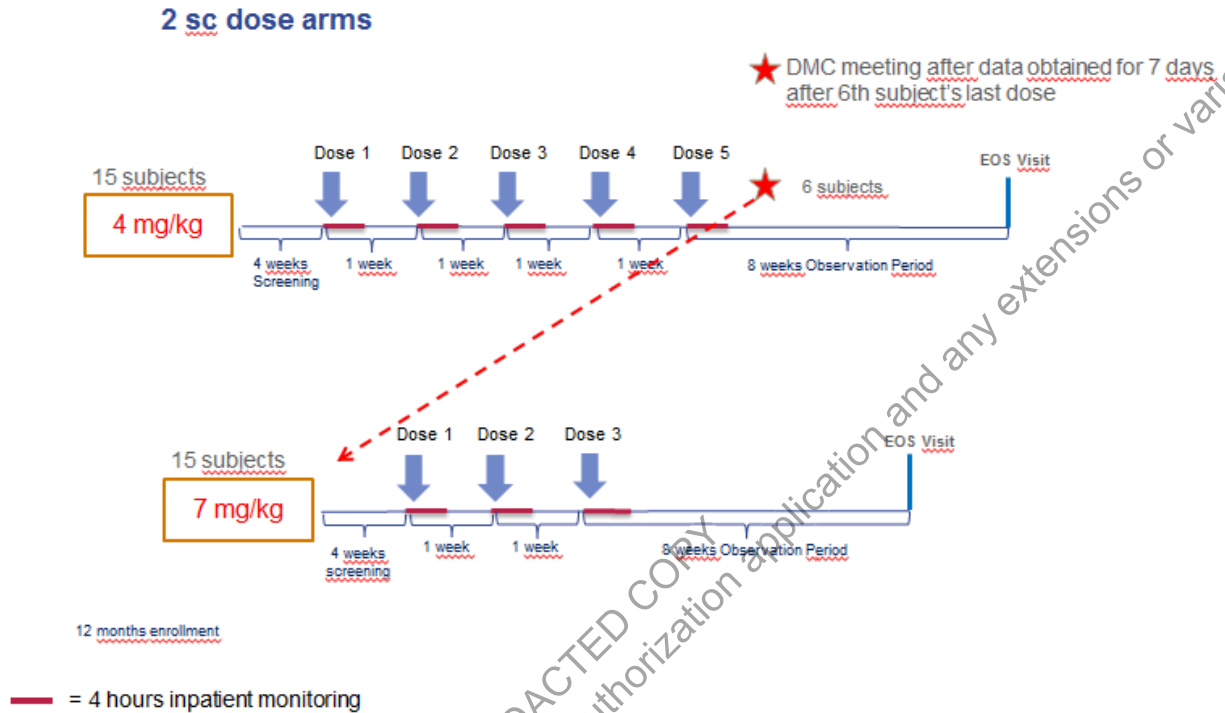 2 sc dose arms
DMC meeting after data obtained for 7 days
after 6th subject's last dose
15 subjects
4 mg/kg
Dose 1
Dose 2
Dose 3
Dose 4
Dose 5
6 subjects
EOS Visit
4 weeks
Screening
1 week
1 week
1 week
1 week
8 weeks Observation Period
15 subjects
7 mg/kg
Dose 1
Dose 2
Dose 3
EOS Visit
4 weeks
screening
1 week
1 week
8 weeks Observation Period
12 months enrollment
= 4 hours inpatient monitoring
COPY
application and any extensions or